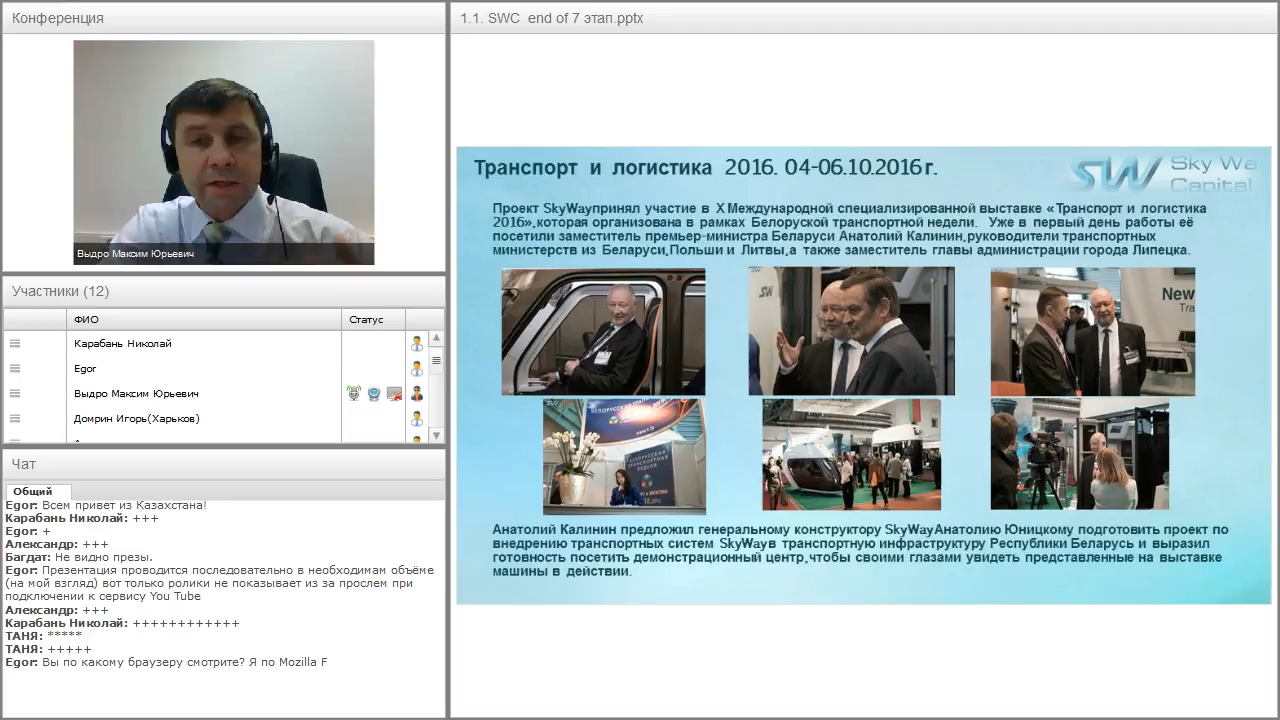 Конференция
Выдро Максим Юрьевич
Участники (12)
ФИО
Статус
Карабань Николай
Egor
Выдро Максим Юрьевич
Домрин Игорь(Харьков)
Чат
Общий
Egor: Всем привет из Казахстана!
Карабань Николай: +++
Egor: +
Александр: +++
Багдат: Не видно презы.
Egor: Презентация проводится последовательно в необходимам объёме
(на мой взгляд) вот только ролики не показывает из за прослем при
подключении к сервису You Tube
Александр: +++
Карабань Николай: ++++++++++++
ТАНЯ: *****
ТАНЯ: +++++
Egor: Вы по какому браузеру смотрите? Я по Mozilla F
1.1. SWC end of 7 этап.pptx
Транспорт и логистика 2016. 04-06.10.2016г.
SW Sky Wa
Capital
Проект SkyWayпринял участие в X Международной специализированной выставке «Транспорт и логистика
2016»,которая организована в рамках Белоруской транспортной недели. Уже в первый день работы её
посетили заместитель премьер-министра Беларуси Анатолий Калинин,руководители транспортных
министерств из Беларуси,Польши и Литвы,а также заместитель главы администрации города Липецка.
SW
New
Tra
БЕЛОРУССКАЯ
ТРАНСПОРТНАЯ
НЕДЕЛЯ
Анатолий Калинин предложил генеральному конструктору SkyWayАнатолию Юницкому подготовить проект по
внедрению транспортных систем SkyWayв транспортную инфраструктуру Республики Беларусь и выразил
готовность посетить демонстрационный центр,чтобы своими глазами увидеть представленные на выставке
машины в действии.